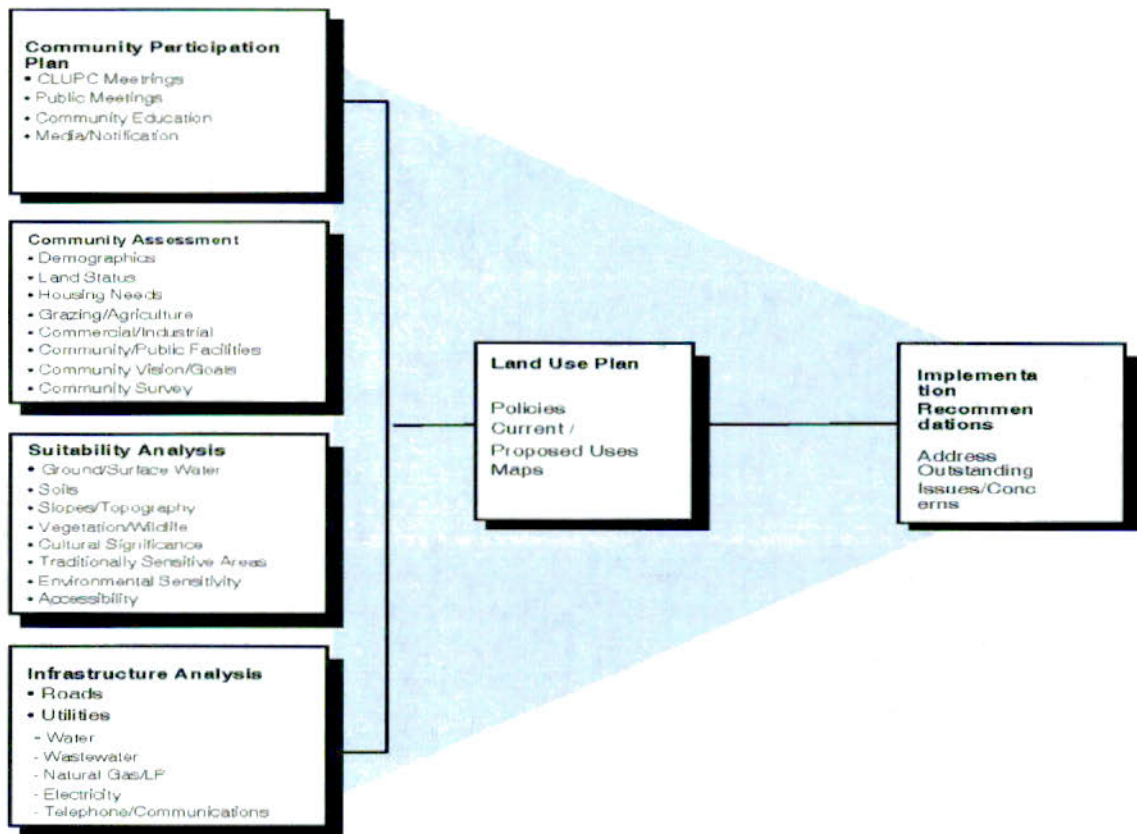 Community Participation
Plan
• CLUPC Meetrings
• Public Meetings
• Community Education
• Media/Notification
Community Assessment
• Demographics
• Land Status
• Housing Needs
• Grazing/Agriculture
• Commercial/Industrial
• Community/Public Facilities
• Community Vision/Goals
• Community Survey
Suitability Analysis
• Ground/Surface Water
• Soils
• Slopes/Topography
• Vegetation/Wildlife
• Cultural Significance
• Traditionally Sensitive Areas
• Environmental Sensitivity
• Accessibility
Infrastructure Analysis
• Roads
• Utilities
- Water
- Wastewater
- Natural Gas/LP
- Electricity
- Telephone/Communications
Land Use Plan
Policies
Current /
Proposed Uses
Maps
Implementa
tion
Recommen
dations
Address
Outstanding
Issues/Conc
erns